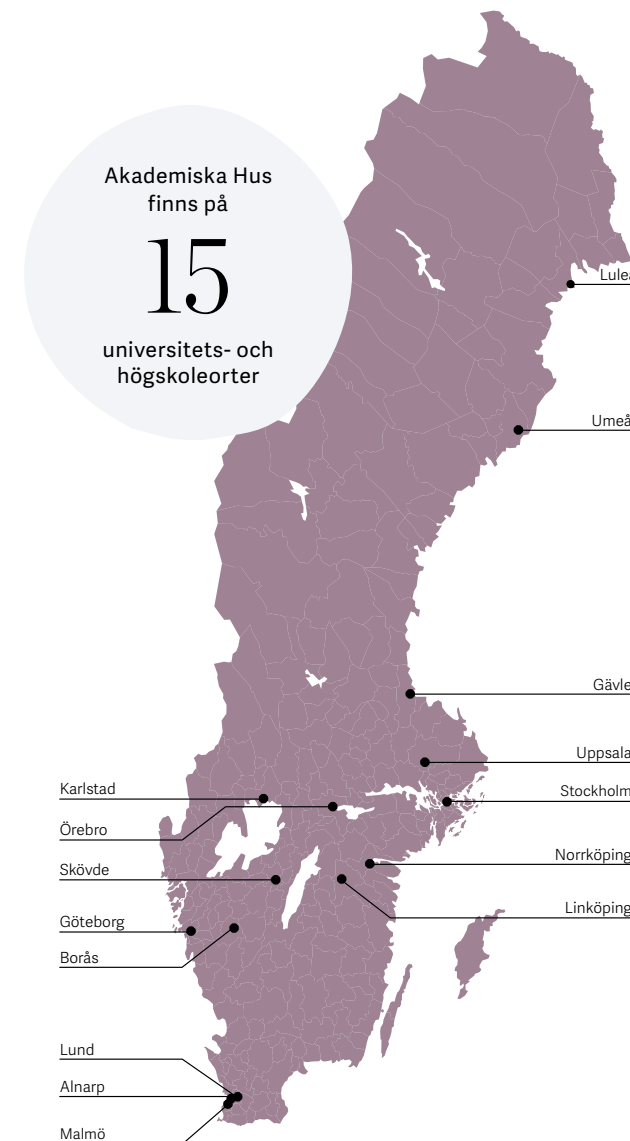 Akademiska Hus
finns på
15
universitets- och
högskoleorter
Luleå
Umeå
Gävle
Uppsala
Stockholm
Norrköping
Linköping
Karlstad
Örebro
Skövde
Göteborg
Borås
Lund
Alnarp
Malmö